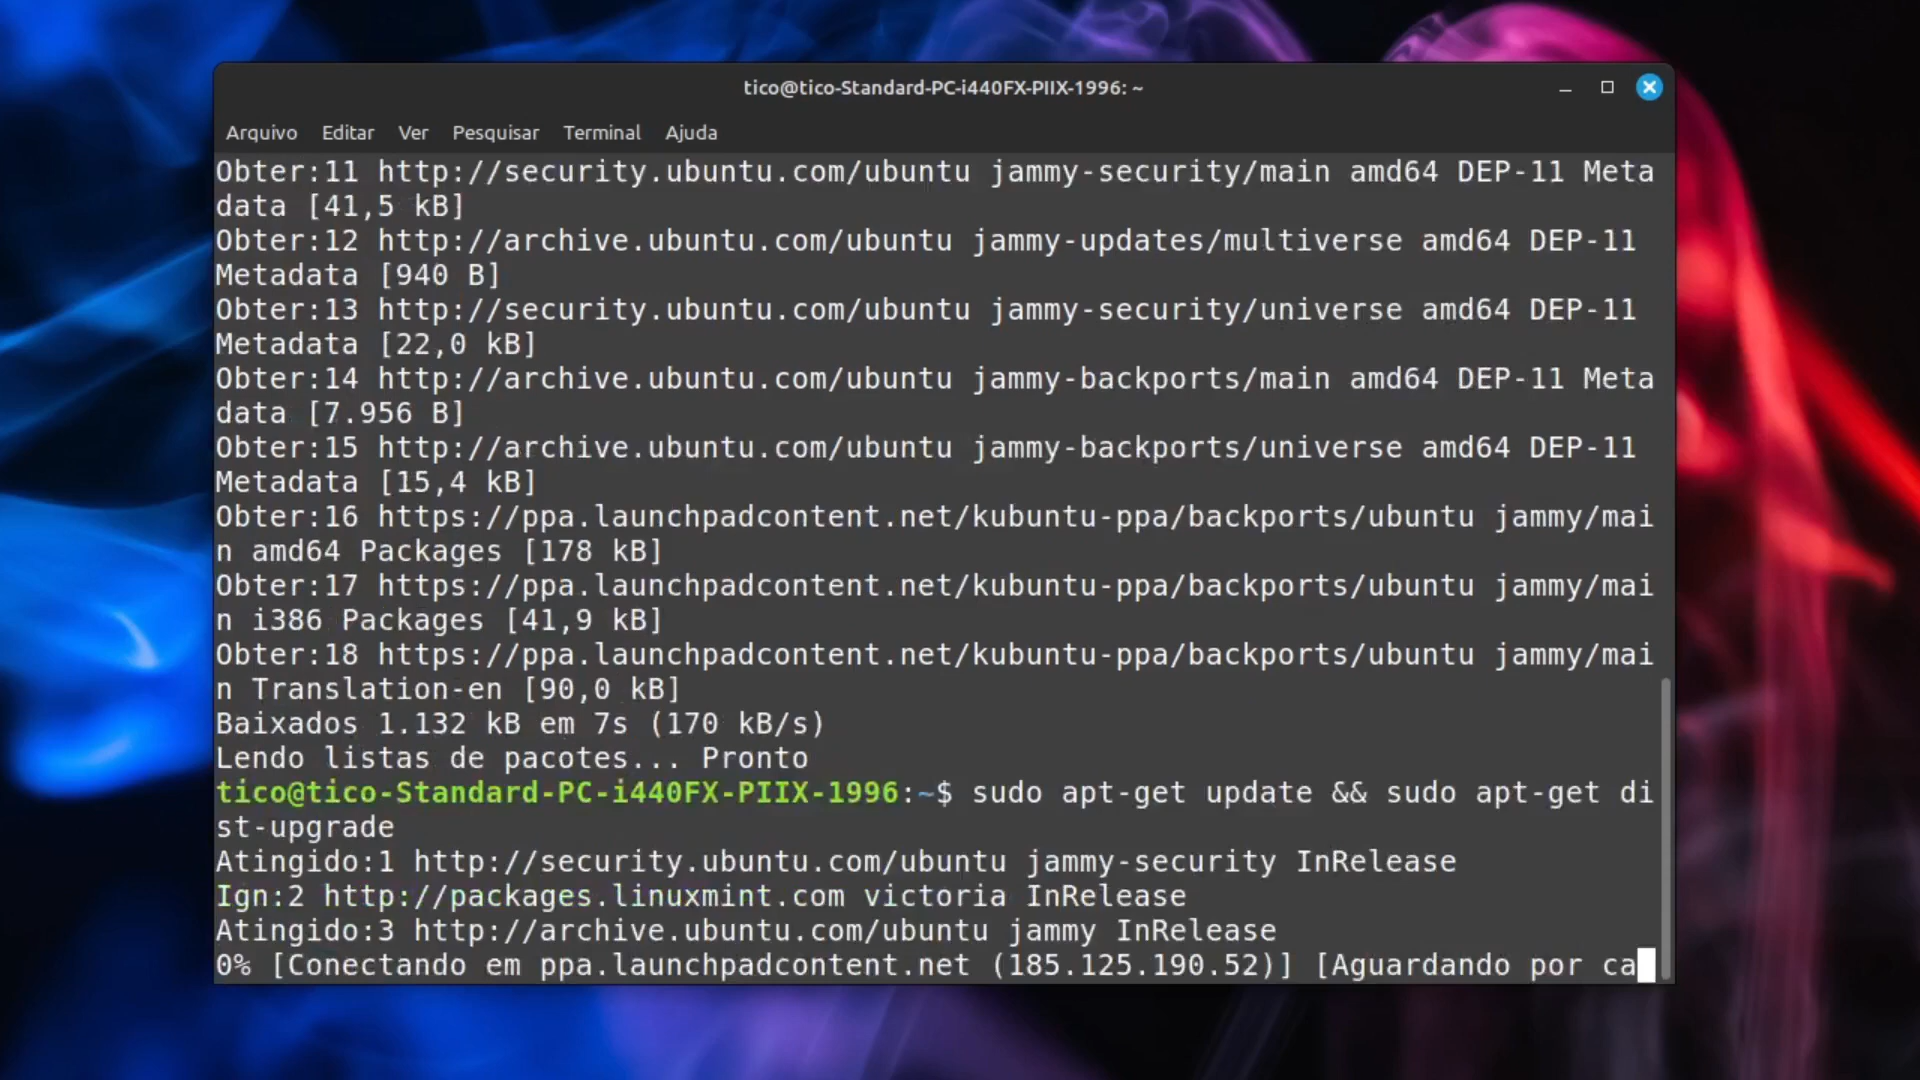 tico@tico-Standard-PC-i440FX-PIIX-1996: ~
Arquivo Editar Ver Pesquisar Terminal Ajuda
Obter:11 http://security.ubuntu.com/ubuntu jammy-security/main amd64 DEP-11 Meta
data [41,5 kB]
Obter:12 http://archive.ubuntu.com/ubuntu jammy-updates/multiverse amd64 DEP-11
Metadata [940 B]
Obter:13 http://security.ubuntu.com/ubuntu jammy-security/universe amd64 DEP-11
Metadata [22,0 kB]
Obter:14 http://archive.ubuntu.com/ubuntu jammy-backports/main amd64 DEP-11 Meta
data [7.956 B]
Obter:15 http://archive.ubuntu.com/ubuntu jammy-backports/universe amd64 DEP-11
Metadata [15,4 kB]
Obter:16 https://ppa.launchpadcontent.net/kubuntu-ppa/backports/ubuntu jammy/mai
n amd64 Packages [178 kB]
Obter:17 https://ppa.launchpadcontent.net/kubuntu-ppa/backports/ubuntu jammy/mai
n i386 Packages [41,9 kB]
Obter:18 https://ppa.launchpadcontent.net/kubuntu-ppa/backports/ubuntu jammy/mai
n Translation-en [90,0 kB]
Baixados 1.132 kB em 7s (170 kB/s)
Lendo listas de pacotes... Pronto
tico@tico-Standard-PC-i440FX-PIIX-1996:~$ sudo apt-get update && sudo apt-get di
st-upgrade
Atingido:1 http://security.ubuntu.com/ubuntu jammy-security InRelease
Ign:2 http://packages.linuxmint.com victoria InRelease
Atingido:3 http://archive.ubuntu.com/ubuntu jammy InRelease
0% [Conectando em ppa.launchpadcontent.net (185.125.190.52)] [Aguardando por ca